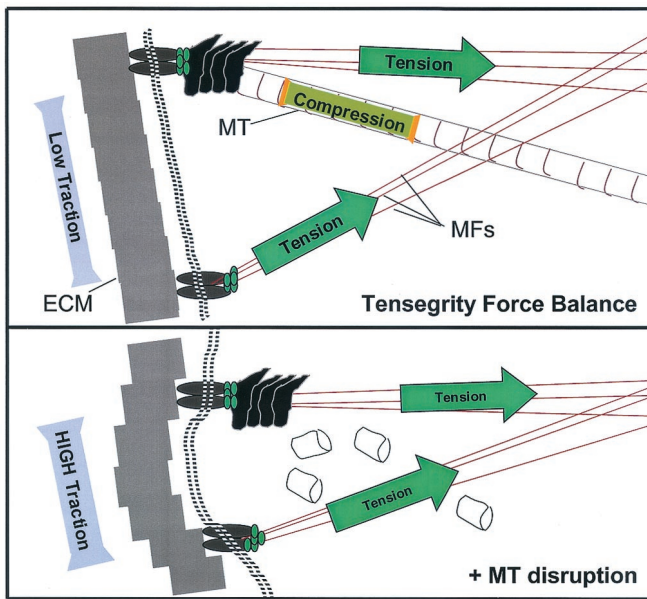 Tension
Compression
MT
Low Traction
Tension
MFs
ECM
Tensegrity Force Balance
Tension
HIGH Traction
Tension
+ MT disruption